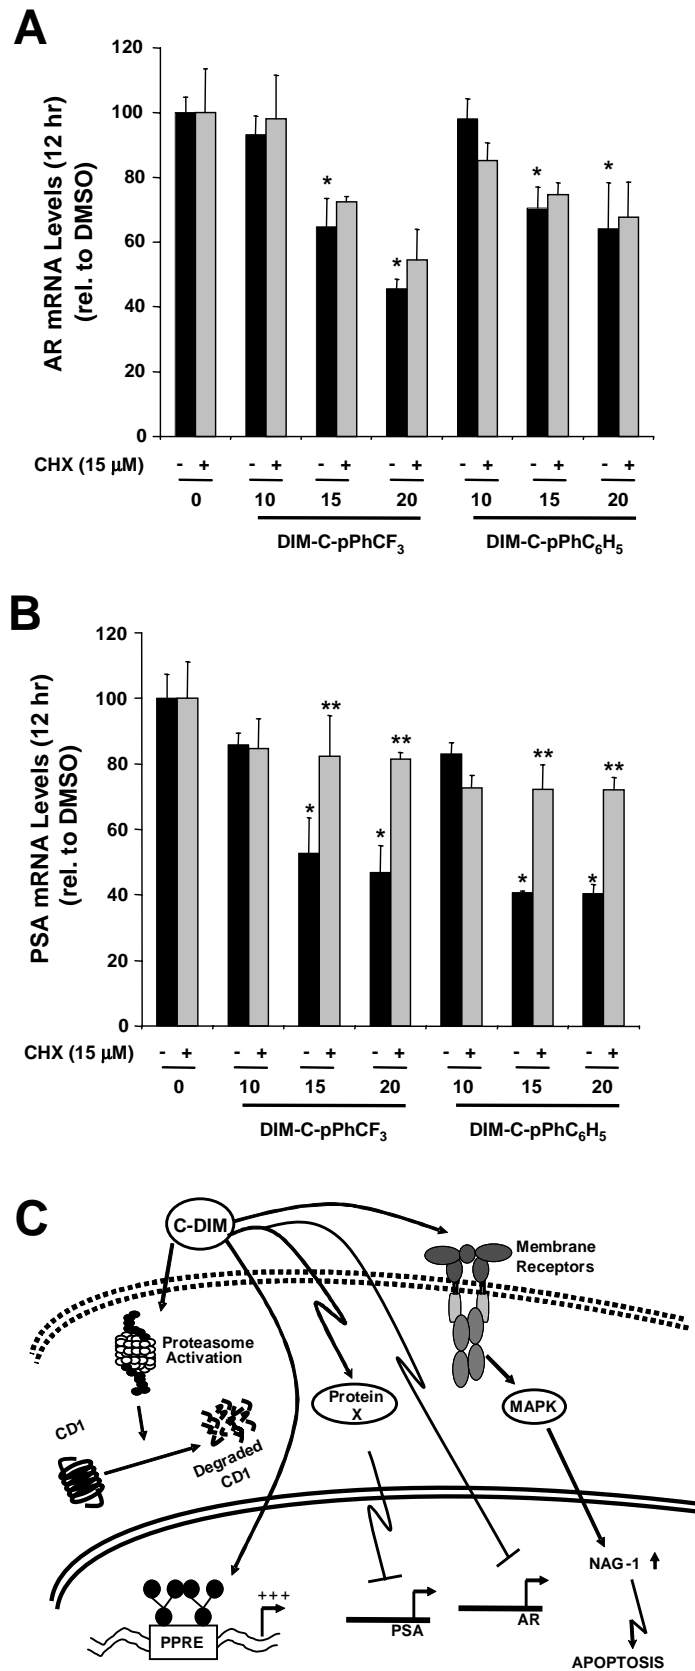 A
AR mRNA Levels (12 hr)
(rel. to DMSO)
120
100
80
60
40
20
0
* * * *
CHX (15 µM) - + - + - + - + - + - + - +
0 10 15 20 10 15 20
DIM-C-pPhCF3 DIM-C-pPhC6H5
B
PSA mRNA Levels (12 hr)
(rel. to DMSO)
120
100
80
60
40
20
0
** ** ** **
* * * *
CHX (15 µM) - + - + - + - + - + - + - +
0 10 15 20 10 15 20
DIM-C-pPhCF3 DIM-C-pPhC6H5
C
C-DIM
Membrane
Receptors
Proteasome
Activation
Protein
X
MAPK
CD1
Degraded
CD1
NAG-1
+++
PPRE
PSA
AR
APOPTOSIS